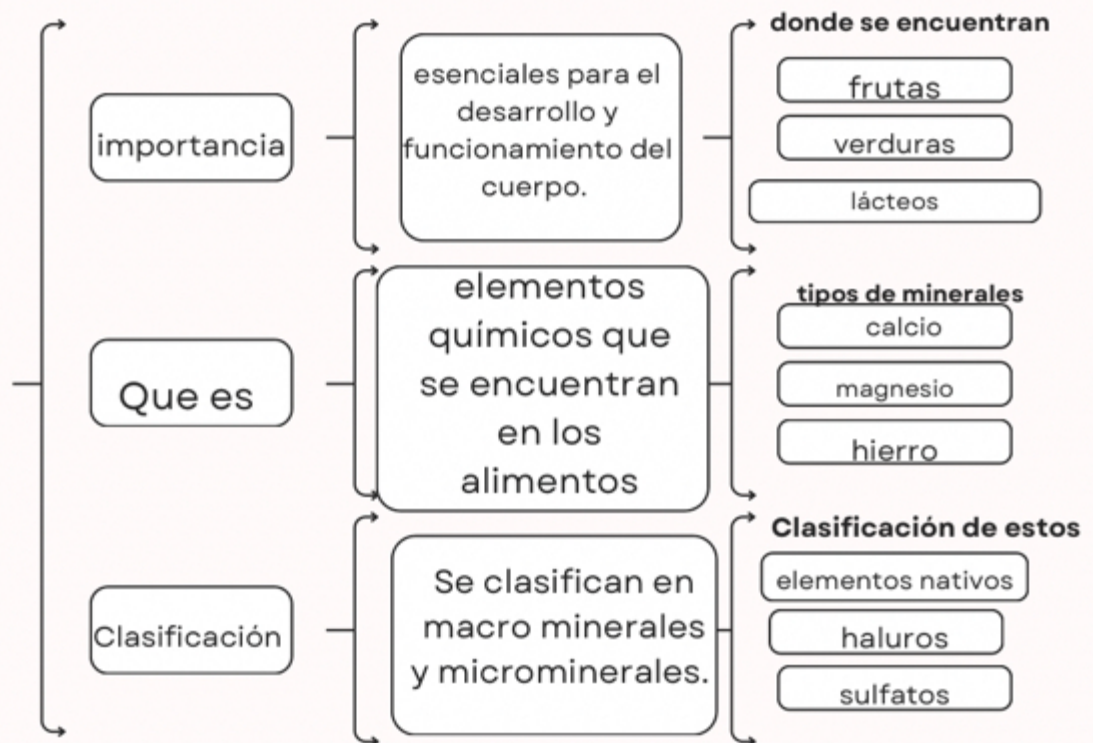 importancia
esenciales para el
desarrollo y
funcionamiento del
cuerpo.
donde se encuentran
frutas
verduras
lácteos
Que es
elementos
químicos que
se encuentran
en los
alimentos
tipos de minerales
calcio
magnesio
hierro
Clasificación
Se clasifican en
macro minerales
y microminerales.
Clasificación de estos
elementos nativos
haluros
sulfatos